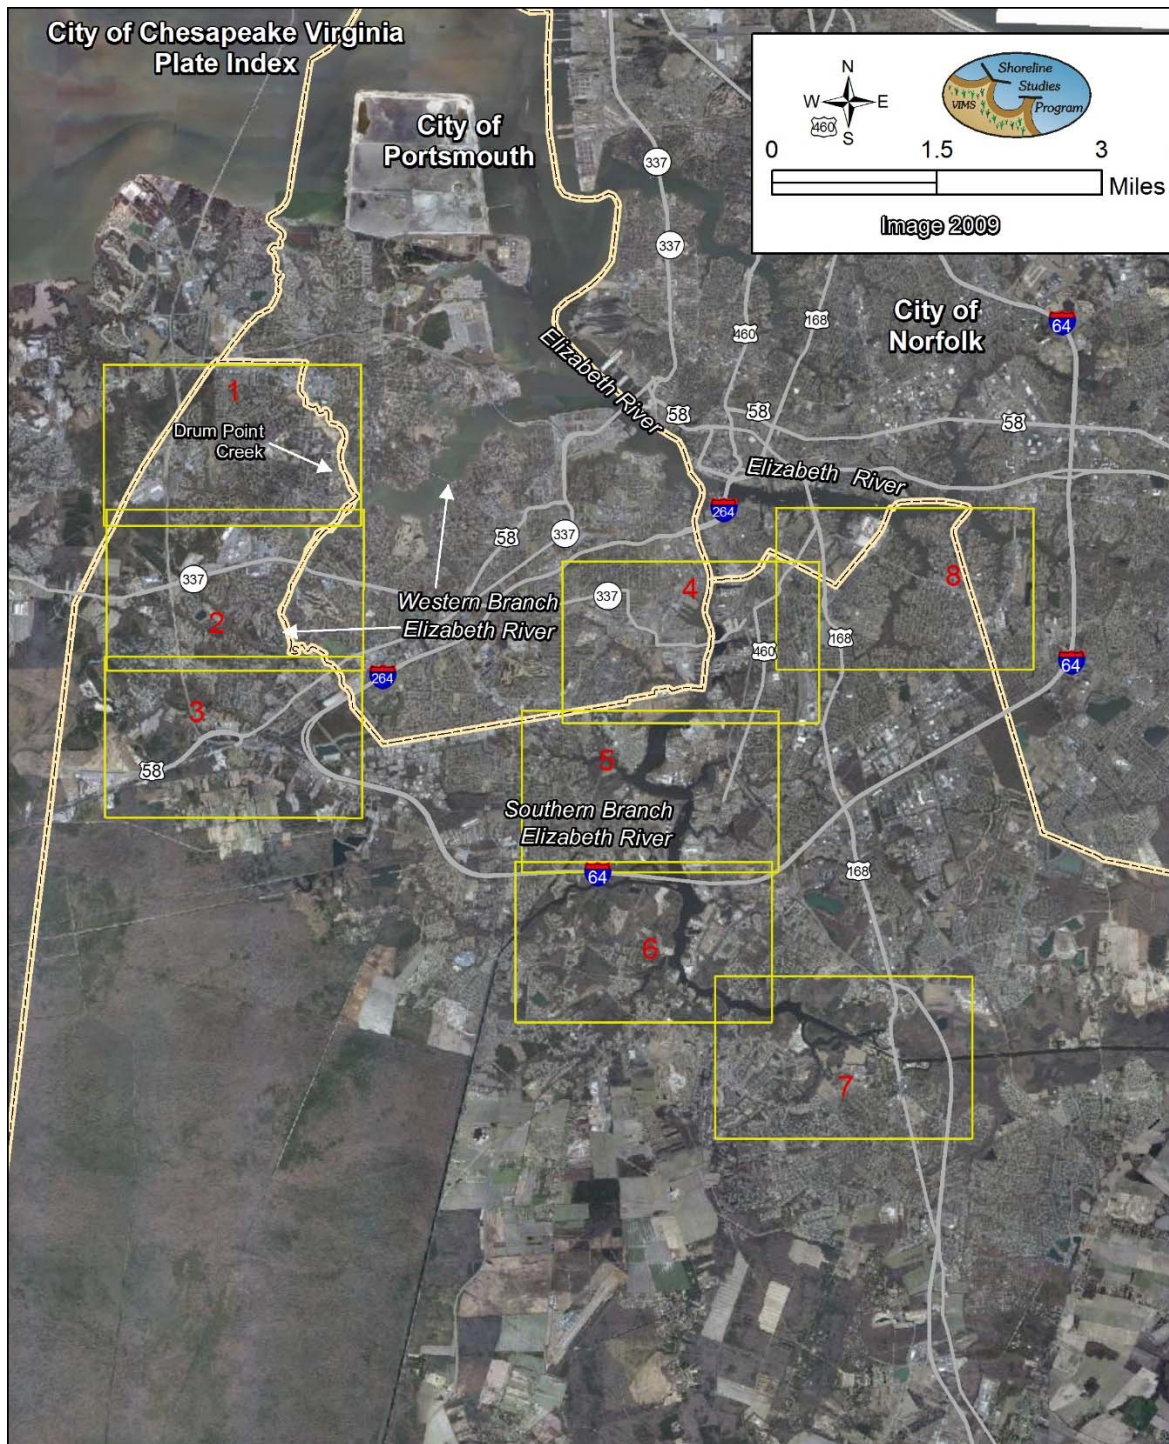 City of Chesapeake Virginia
Plate Index
City of
Portsmouth
N
W E
S
460
Shoreline
Studies
Program
VIMS
0 1.5 3
Miles
Image 2009
337
337
City of
Norfolk
64
460
168
Elizabeth River
58
58
58
1
Drum Point
Creek
Elizabeth River
264
58
337
337
2
Western Branch
Elizabeth River
337
4
8
460
168
64
264
3
58
5
Southern Branch
Elizabeth River
64
168
6
7